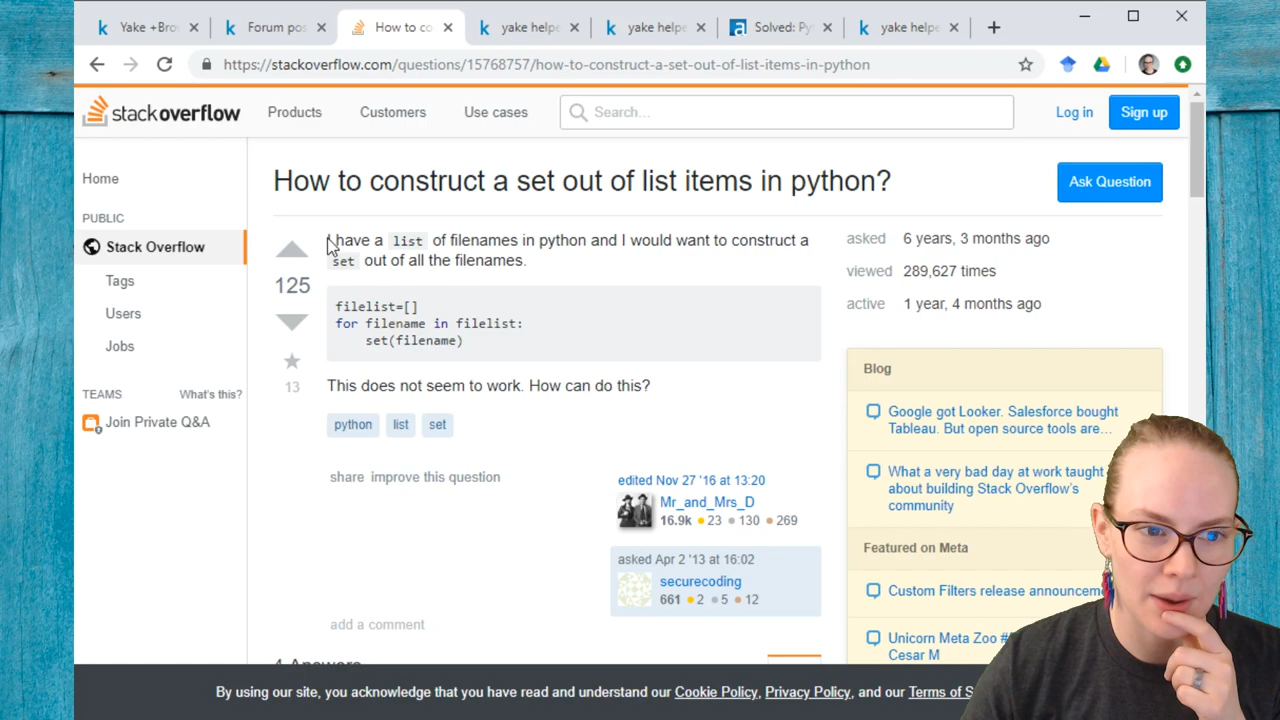 Yake +Bro
Forum pos
How to co
yake helpe
yake helpe
Solved: Py
yake helpe
https://stackoverflow.com/questions/15768757/how-to-construct-a-set-out-of-list-items-in-python
stackoverflow
Products
Customers
Use cases
Search...
Log in
Sign up
Home
PUBLIC
Stack Overflow
Tags
Users
Jobs
TEAMS
What's this?
Join Private Q&A
How to construct a set out of list items in python?
Ask Question
I have a list of filenames in python and I would want to construct a
set out of all the filenames.
125
filelist=[]
for filename in filelist:
set(filename)
13
This does not seem to work. How can do this?
python list set
share improve this question
edited Nov 27 '16 at 13:20
Mr_and_Mrs_D
16.9k 23 130 269
asked Apr 2 '13 at 16:02
securecoding
661 2 5 12
add a comment
4 Answers
asked 6 years, 3 months ago
viewed 289,627 times
active 1 year, 4 months ago
Blog
Google got Looker. Salesforce bought
Tableau. But open source tools are...
What a very bad day at work taught
about building Stack Overflow's
community
Featured on Meta
Custom Filters release announceme
Unicorn Meta Zoo #
Cesar M
By using our site, you acknowledge that you have read and understand our Cookie Policy, Privacy Policy, and our Terms of S